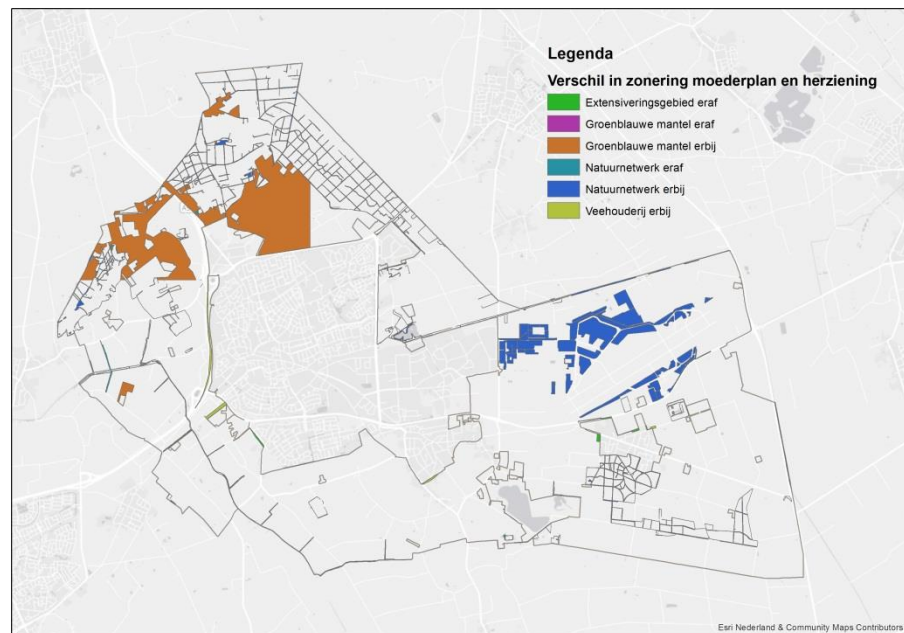 Legenda
Verschil in zonering moederplan en herziening
Extensiveringsgebied eraf
Groenblauwe mantel eraf
Groenblauwe mantel erbij
Natuurnetwerk eraf
Natuurnetwerk erbij
Veehouderij erbij
Esri Nederland & Community Maps Contributors